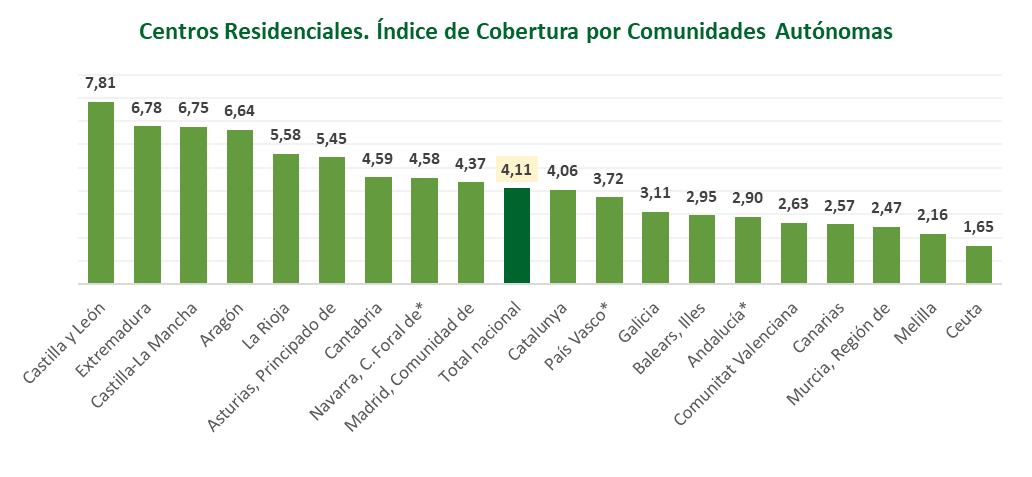 Centros Residenciales. Índice de Cobertura por Comunidades Autónomas
7,81
6,78
6,75
6,64
5,58
5,45
4,59
4,58
4,37
4,11
4,06
3,72
3,11
2,95
2,90
2,63
2,57
2,47
2,16
1,65
Castilla y León
Extremadura
Castilla-La Mancha
Aragón
La Rioja
Asturias, Principado de
Cantabria
Navarra, C. Foral de*
Madrid, Comunidad de
Total nacional
Catalunya
País Vasco*
Galicia
Balears, Illes
Andalucía*
Comunitat Valenciana
Canarias
Murcia, Región de
Melilla
Ceuta